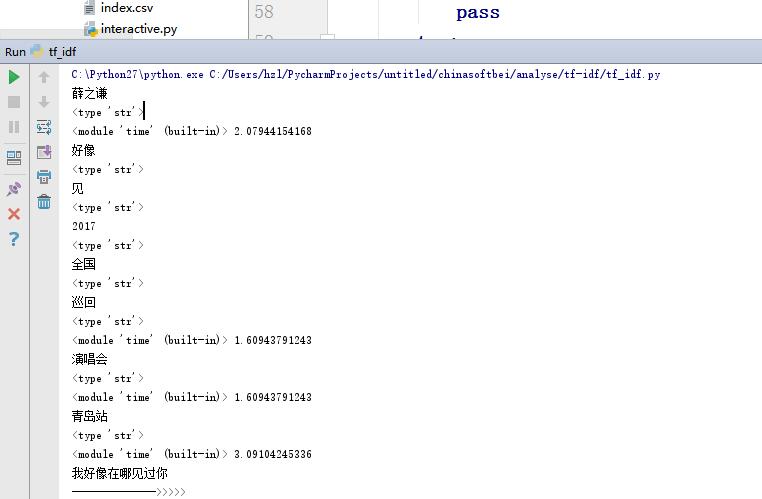 index.csv
interactive.py
58
pass
Run tf_idf
C:\Python27\python.exe C:/Users/hzl/PycharmProjects/untitled/chinasoftbei/analyse/tf-idf/tf_idf.py
薛之谦
<type 'str'>
<module 'time' (built-in)> 2.07944154168
好像
<type 'str'>
见
<type 'str'>
2017
<type 'str'>
全国
<type 'str'>
巡回
<type 'str'>
<module 'time' (built-in)> 1.60943791243
演唱会
<type 'str'>
<module 'time' (built-in)> 1.60943791243
青岛站
<type 'str'>
<module 'time' (built-in)> 3.09104245336
我好像在哪见过你
——————>>>>>